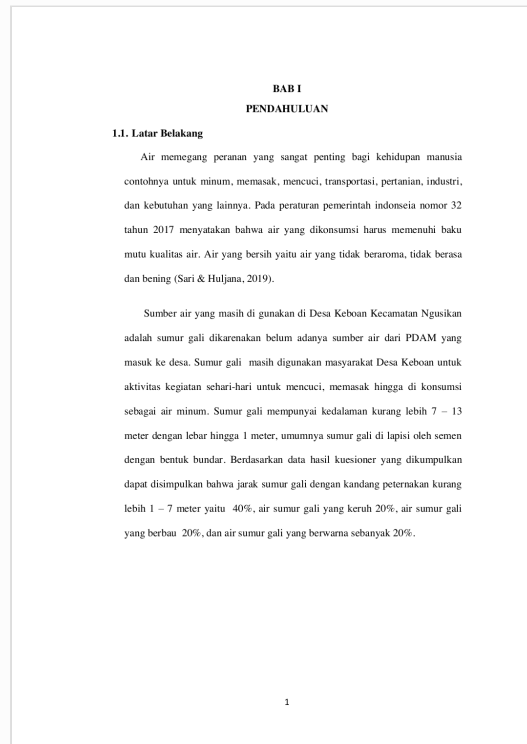 BAB I
PENDAHULUAN
1.1. Latar Belakang
Air memegang peranan yang sangat penting bagi kehidupan manusia
contohnya untuk minum, memasak, mencuci, transportasi, pertanian, industri,
dan kebutuhan yang lainnya. Pada peraturan pemerintah indonseia nomor 32
tahun 2017 menyatakan bahwa air yang dikonsumsi harus memenuhi baku
mutu kualitas air. Air yang bersih yaitu air yang tidak beraroma, tidak berasa
dan bening (Sari & Huljana, 2019).
Sumber air yang masih di gunakan di Desa Keboan Kecamatan Ngusikan
adalah sumur gali dikarenakan belum adanya sumber air dari PDAM yang
masuk ke desa. Sumur gali masih digunakan masyarakat Desa Keboan untuk
aktivitas kegiatan sehari-hari untuk mencuci, memasak hingga di konsumsi
sebagai air minum. Sumur gali mempunyai kedalaman kurang lebih 7 – 13
meter dengan lebar hingga 1 meter, umumnya sumur gali di lapisi oleh semen
dengan bentuk bundar. Berdasarkan data hasil kuesioner yang dikumpulkan
dapat disimpulkan bahwa jarak sumur gali dengan kandang peternakan kurang
lebih 1 – 7 meter yaitu 40%, air sumur gali yang keruh 20%, air sumur gali
yang berbau 20%, dan air sumur gali yang berwarna sebanyak 20%.
1